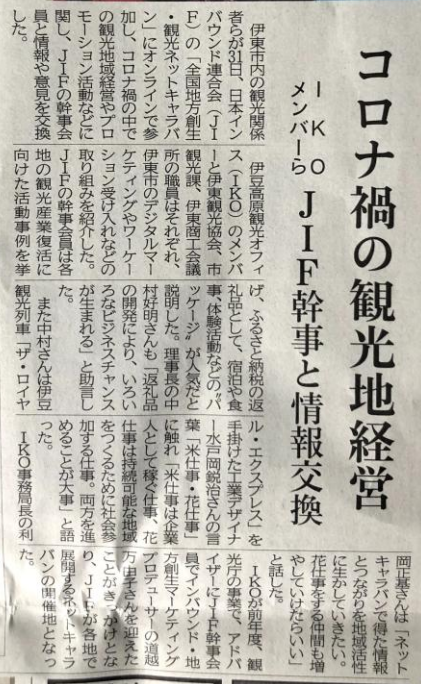 コロナ禍の観光地経営
IKO
メンバーら
JIF幹事と情報交換
伊東市内の観光関係
者らが31日、日本イン
バウンド連合会（JI
F）の「全国地方創生
・観光ネットキャラバ
ン」にオンラインで参
加し、コロナ禍の中で
の観光地域経営やプロ
モーション活動などに
関し、JIFの幹事会
員と情報や意見を交換
した。
伊豆高原観光オフィ
ス（IKO）のメンバ
ーと伊東観光協会、市
観光課、伊東商工会議
所の職員はそれぞれ、
伊東市のデジタルマー
ケティングやワーケー
ション受け入れなどの
取り組みを紹介した。
JIFの幹事会員は各
地の観光産業復活に
向けた活動事例を挙
げ、ふるさと納税の返
礼品として、宿泊や食
事、体験活動などの〝パ
ッケージ〟が人気だと
説明した。理事長の中
村好明さんも「返礼品
の開発により、いろい
ろなビジネスチャンス
が生まれる」と助言し
た。
また中村さんは伊豆
観光列車「ザ・ロイヤ
ル・エクスプレス」を
手掛けた工業デザイナ
ー水戸岡鋭治さんの言
葉「米仕事・花仕事」
に触れ「米仕事は企業
人として稼ぐ仕事、花
仕事は持続可能な地域
をつくるために社会参
加する仕事。両方を進
めることが大事」と語
った。
IKO事務局長の利
岡正基さんは「ネット
キャラバンで得た情報
とつながりを地域活性
に生かしていきたい。
花仕事をする仲間も増
やしていけたらいい」
と話した。
IKOが前年度、観
光庁の事業で、アドバ
イザーにJIF幹事会
員でインバウンド・地
方創生マーケティング
プロデューサーの道越
万由子さんを迎えた
ことがきっかけとな
り、JIFが各地で
展開するネットキャラ
バンの開催地となっ
た。